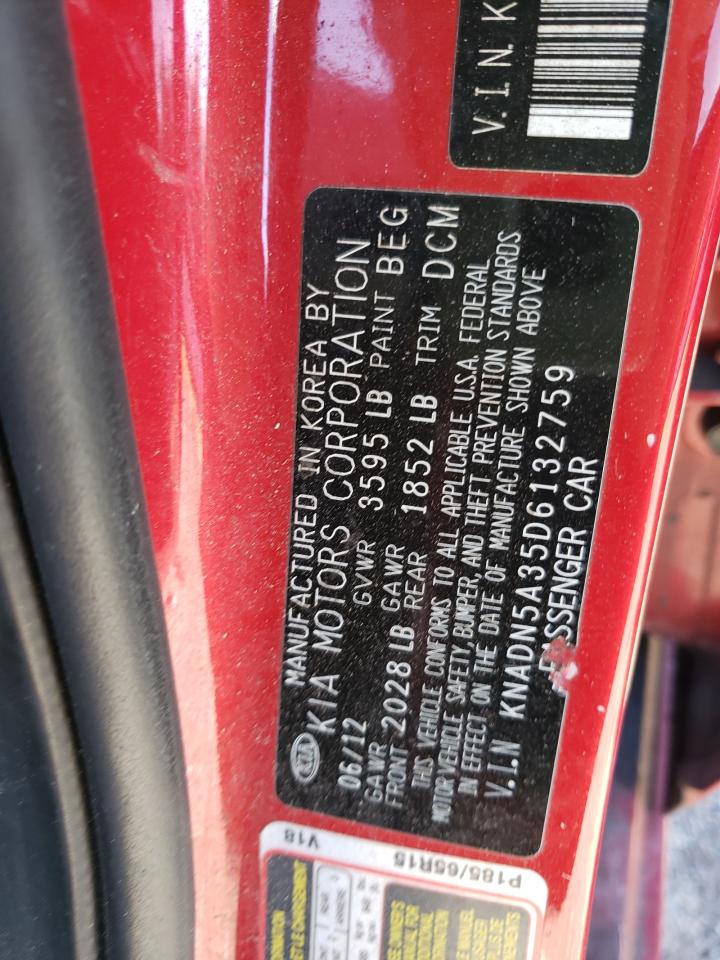 V.I.N. K
MANUFACTURED IN KOREA BY
KIA KIA MOTORS CORPORATION
06/12 GVWR 3595 LB PAINT BEG
GAWR FRONT 2028 LB GAWR REAR 1852 LB TRIM DCM
THIS VEHICLE CONFORMS TO ALL APPLICABLE U.S.A. FEDERAL
MOTOR VEHICLE SAFETY, BUMPER, AND THEFT PREVENTION STANDARDS
IN EFFECT ON THE DATE OF MANUFACTURE SHOWN ABOVE
V.I.N KNADN5A35D6132759
PASSENGER CAR
V18
P185/65R15